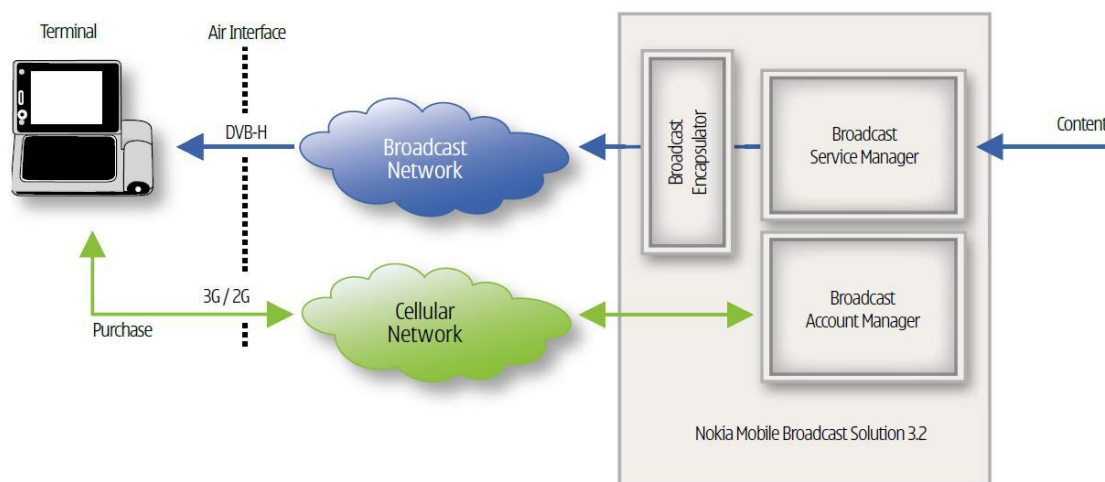 Terminal
Air Interface
DVB-H
Broadcast
Network
Broadcast
Encapsulator
Broadcast
Service Manager
Content
3G / 2G
Purchase
Cellular
Network
Broadcast
Account Manager
Nokia Mobile Broadcast Solution 3.2